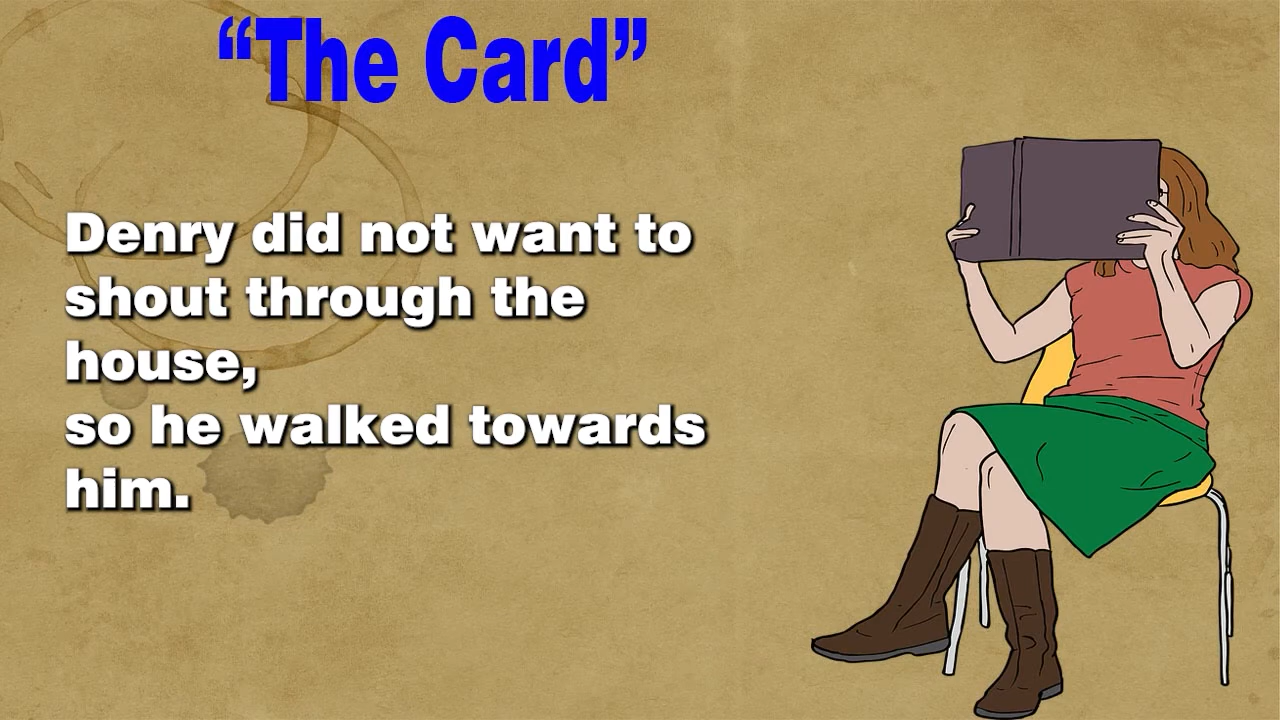 “The Card”
Denry did not want to
shout through the
house,
so he walked towards
him.